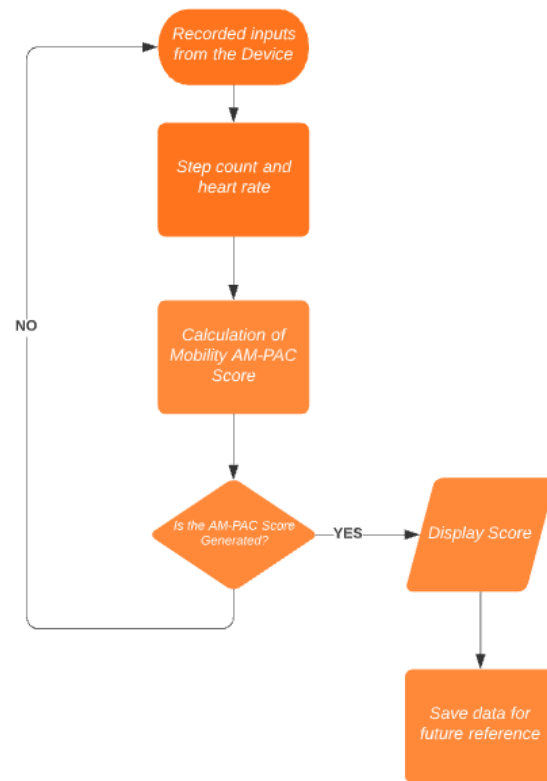 Recorded inputs
from the Device
Step count and
heart rate
NO
Calculation of
Mobility AM-PAC
Score
Is the AM-PAC Score
Generated?
YES
Display Score
Save data for
future reference